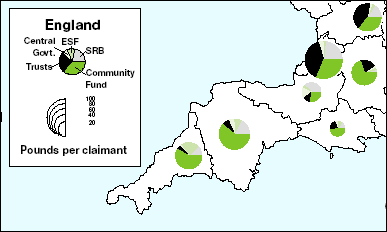 England
Central ESF
Govt. SRB
Trusts Community
Fund
100
80
60
40
20
Pounds per claimant